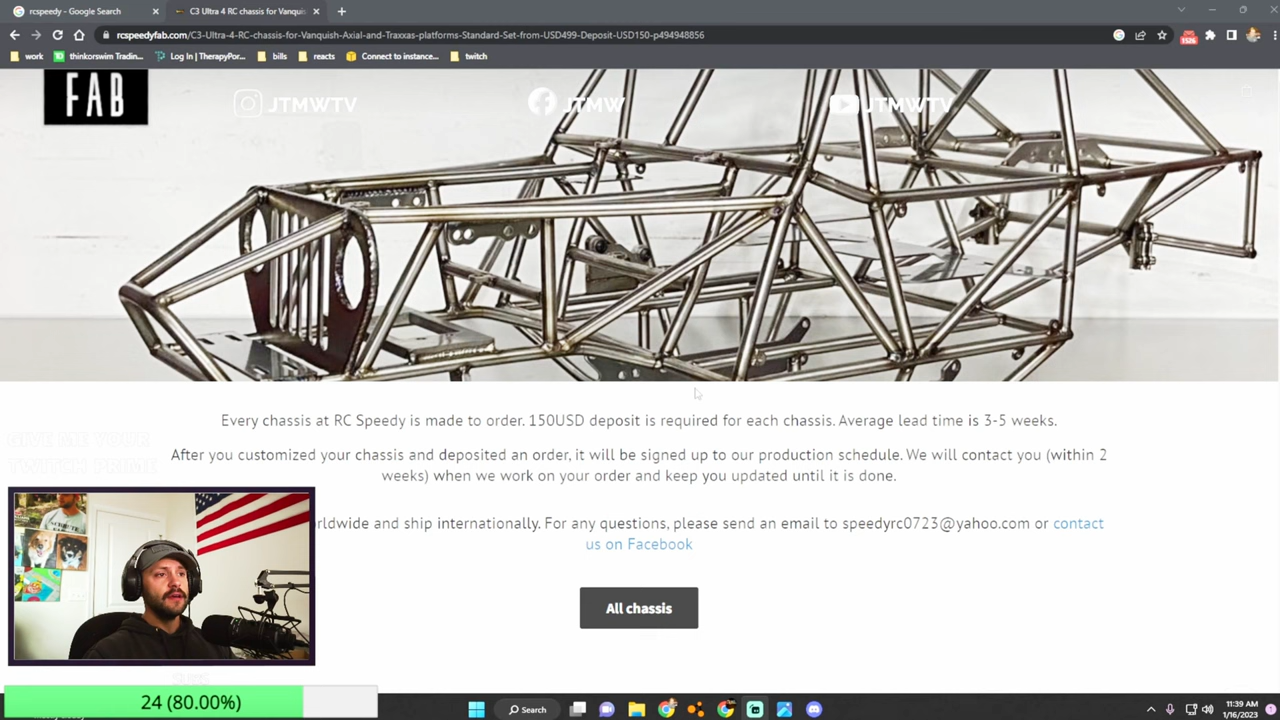 rcspeedy - Google Search
C3 Ultra 4 RC chassis for Vanquis
rcspeedyfab.com/C3-Ultra-4-RC-chassis-for-Vanquish-Axial-and-Traxxas-platforms-Standard-Set-from-USD499-Deposit-USD150-p494948856
1526
work
thinkorswim Tradin...
Log In | TherapyPor...
bills
reacts
Connect to instance...
twitch
FAB
JTMWTV
JTMW
JTMWTV
Every chassis at RC Speedy is made to order. 150USD deposit is required for each chassis. Average lead time is 3-5 weeks.
After you customized your chassis and deposited an order, it will be signed up to our production schedule. We will contact you (within 2
weeks) when we work on your order and keep you updated until it is done.
rldwide and ship internationally. For any questions, please send an email to speedyrc0723@yahoo.com or contact
us on Facebook
GIVE ME YOUR
TWITCH PRIME
All chassis
24 (80.00%)
Search
11:39 AM
1/16/2023